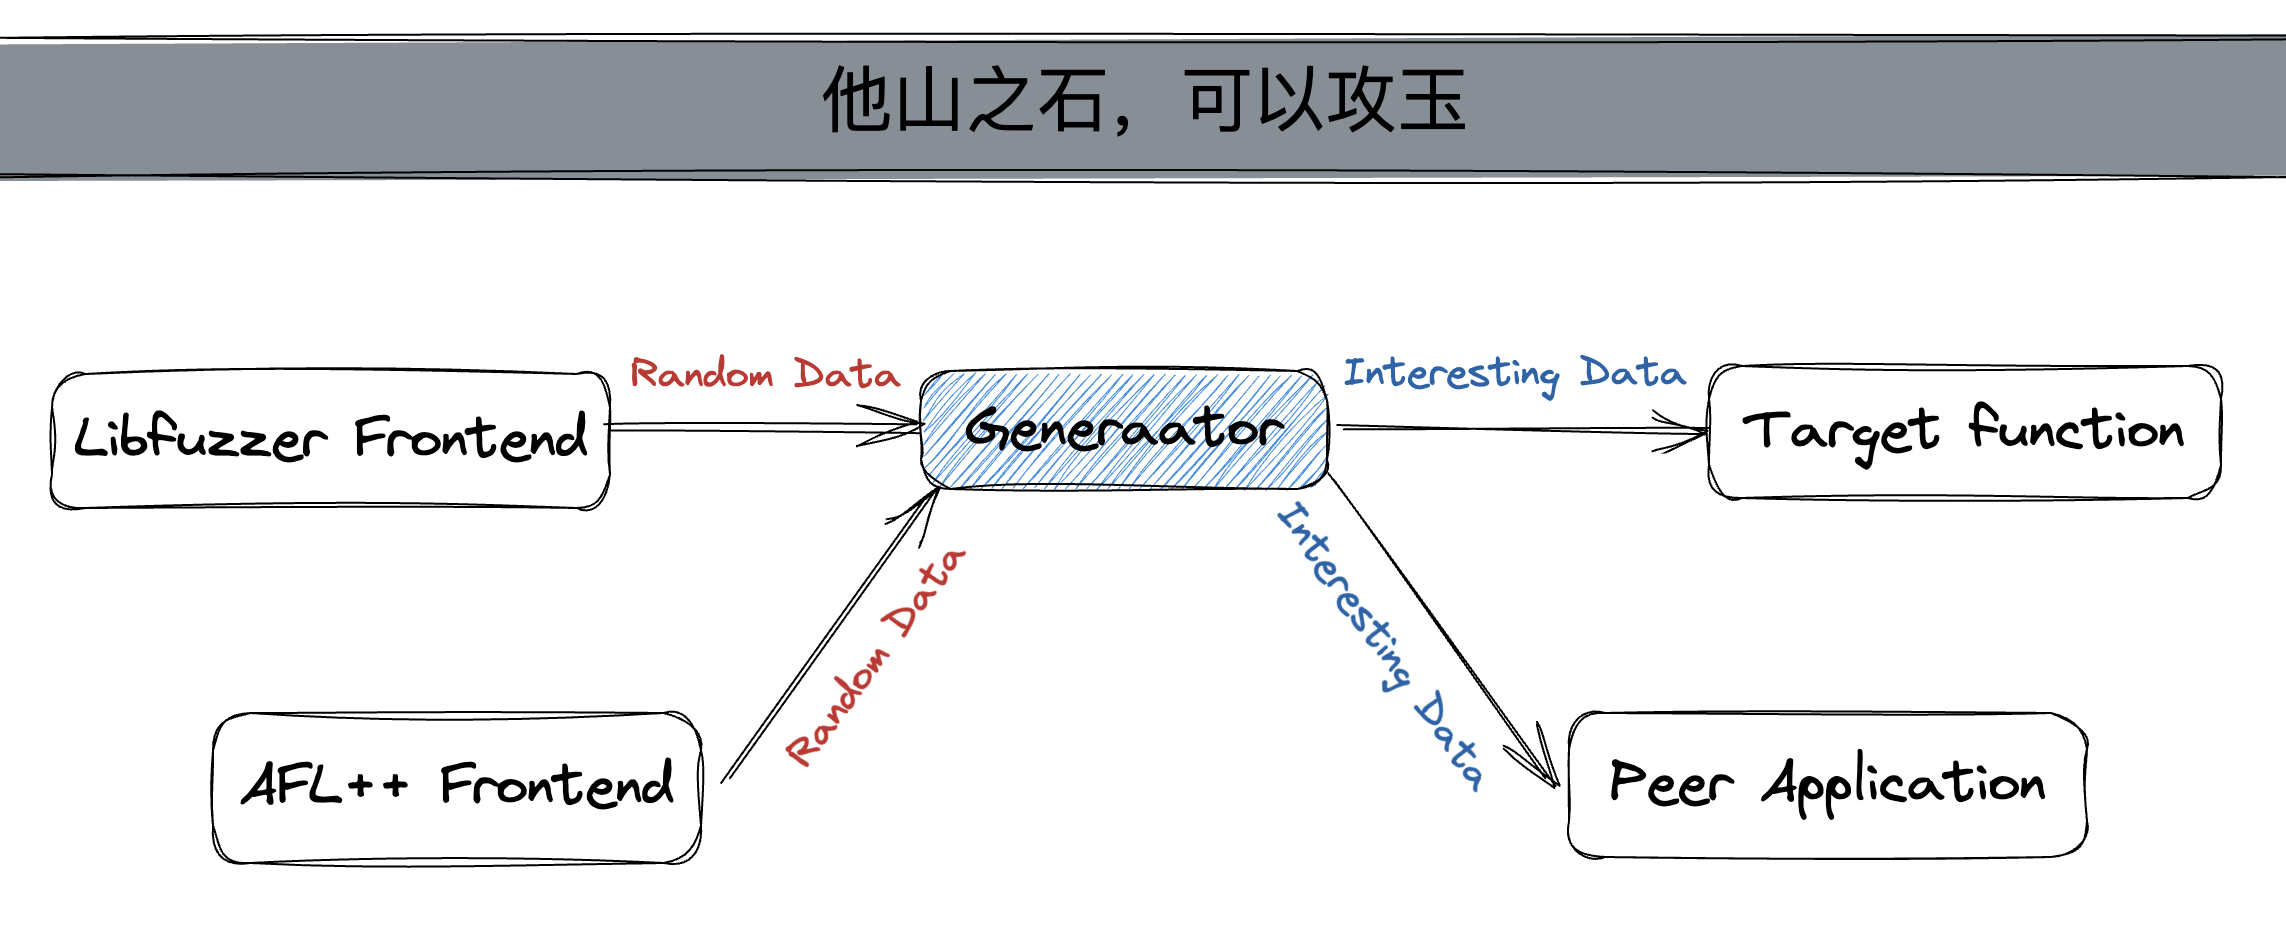 他山之石，可以攻玉
Random Data
Interesting Data
Libfuzzer Frontend
Generaator
Target function
Random Data
Interesting Data
AFL++ Frontend
Peer Application